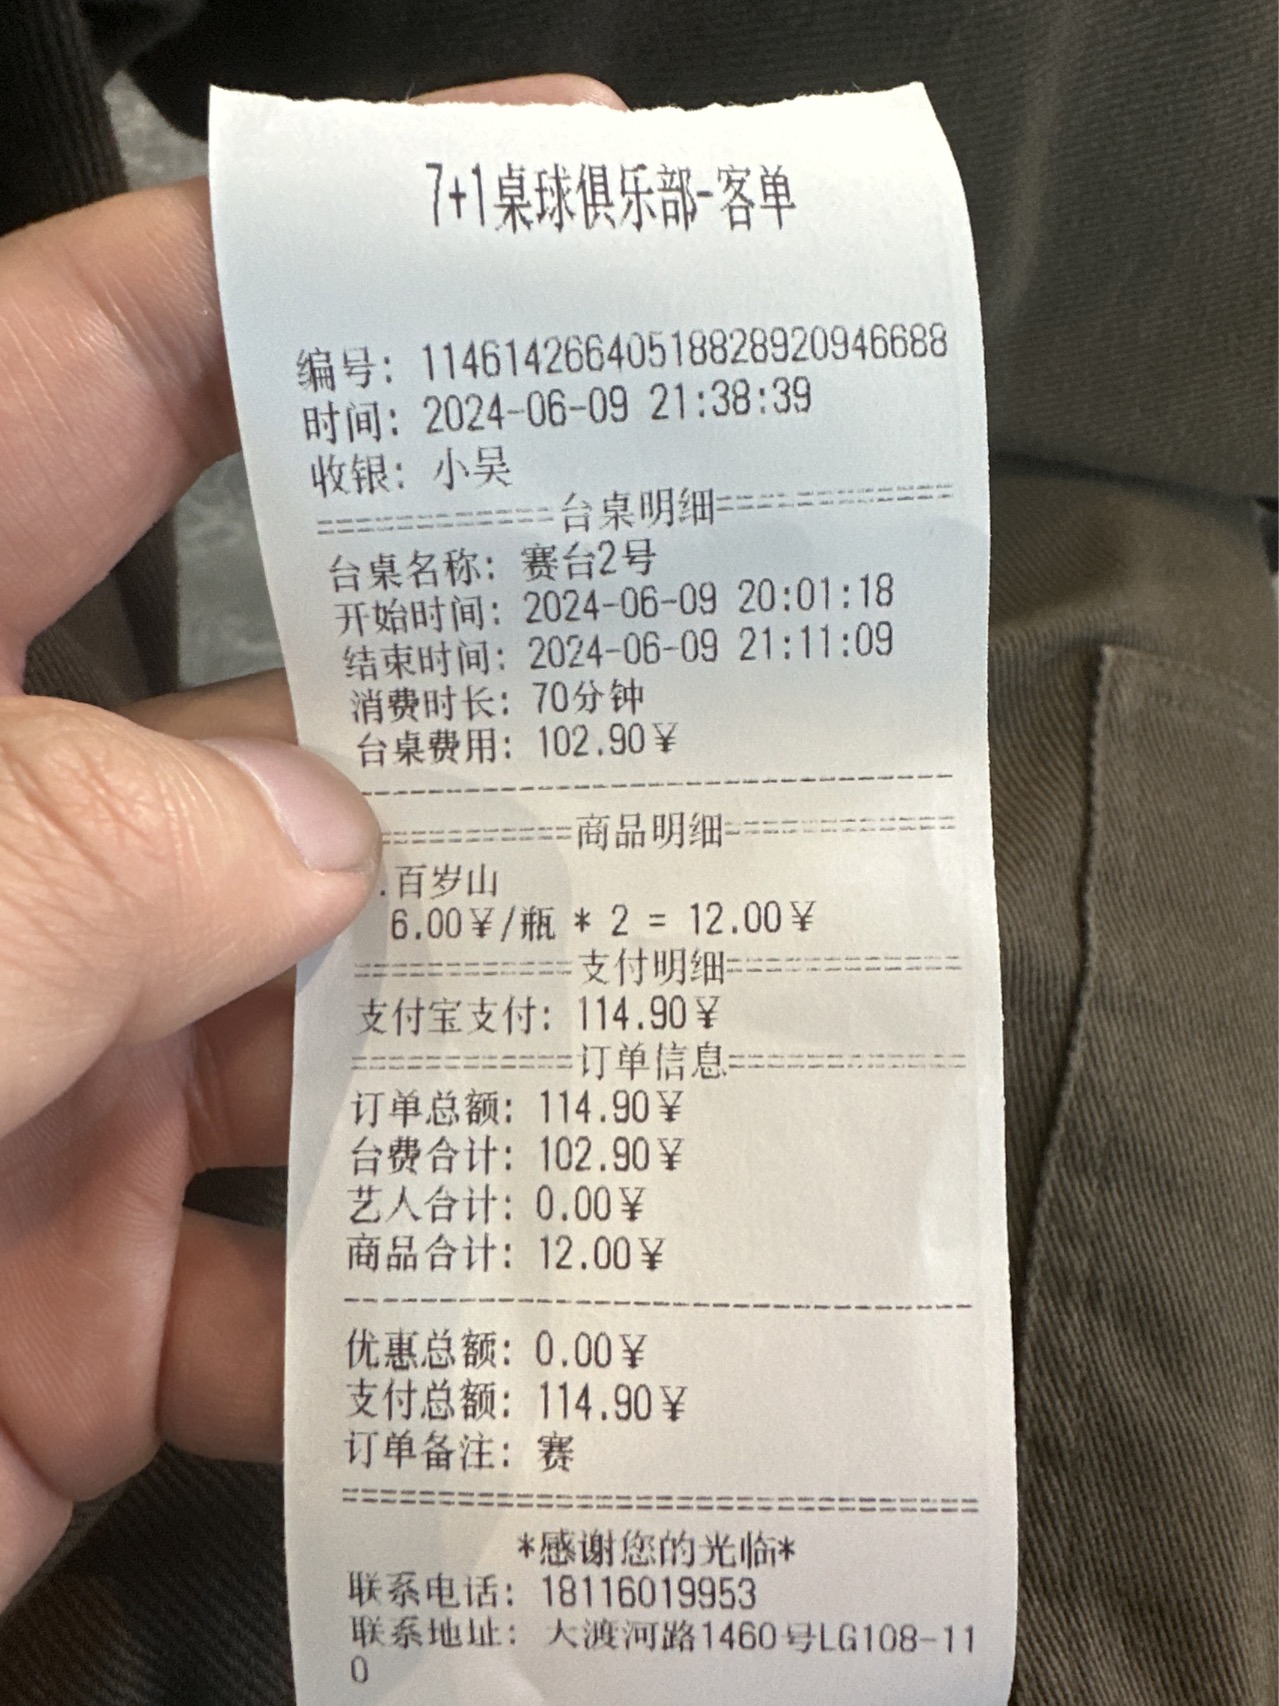 7+1桌球俱乐部-客单
编号: 1146142664051882892094​6688
时间: 2024-06-09 21:38:39
收银: 小吴
============台桌明细============
台桌名称: 赛台2号
开始时间: 2024-06-09 20:01:18
结束时间: 2024-06-09 21:11:09
消费时长: 70分钟
台桌费用: 102.90¥
--------------------------------
==========商品明细============
.百岁山
6.00¥/瓶 * 2 = 12.00¥
============支付明细============
支付宝支付: 114.90¥
============订单信息============
订单总额: 114.90¥
台费合计: 102.90¥
艺人合计: 0.00¥
商品合计: 12.00¥
--------------------------------
优惠总额: 0.00¥
支付总额: 114.90¥
订单备注: 赛
================================
*感谢您的光临*
联系电话: 18116019953
联系地址: 大渡河路1460号LG108-11
0